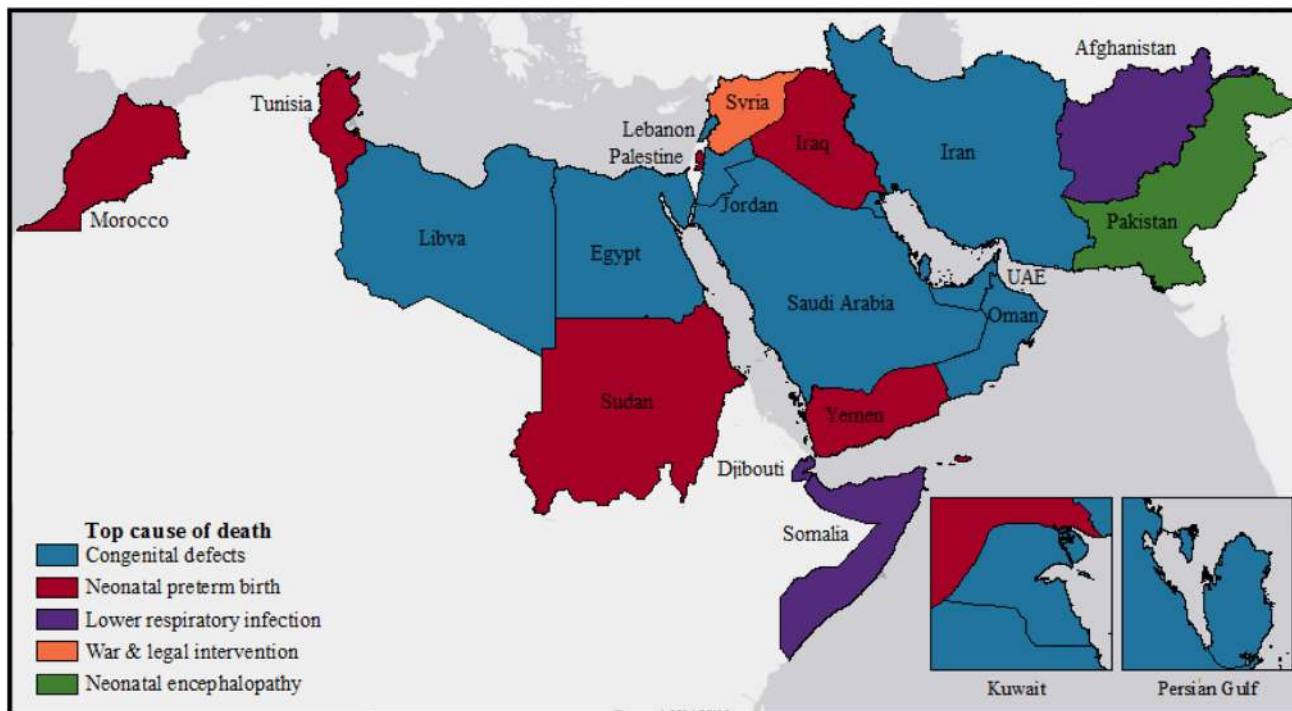 Afghanistan
Tunisia
Svria
Lebanon
Palestine
Iraq
Iran
Jordan
Pakistan
Morocco
Libva
Egypt
UAE
Saudi Arabia
Oman
Sudan
Yemen
Djibouti
Somalia
Top cause of death
Congenital defects
Neonatal preterm birth
Lower respiratory infection
War & legal intervention
Neonatal encephalopathy
Kuwait
Persian Gulf